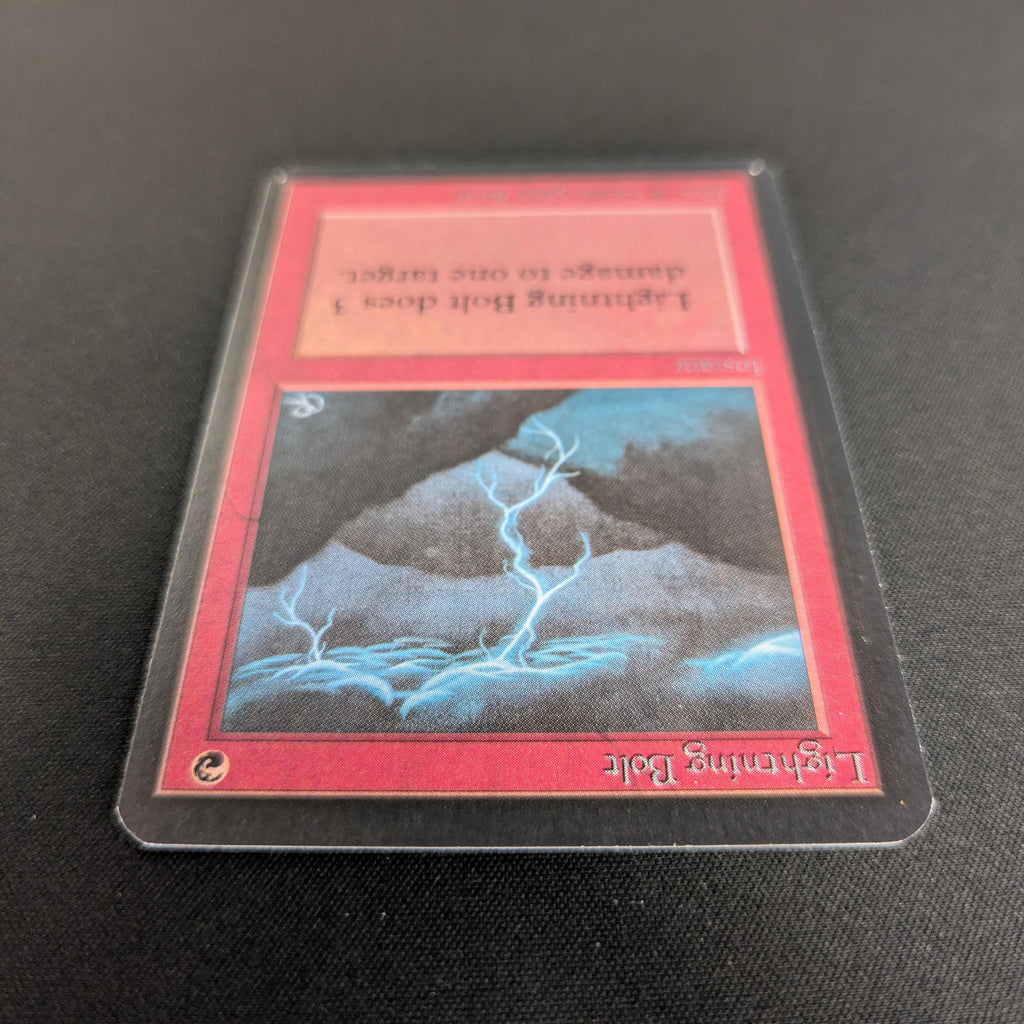 Lightning Bolt
Instant
Lightning Bolt does 3
damage to one target.